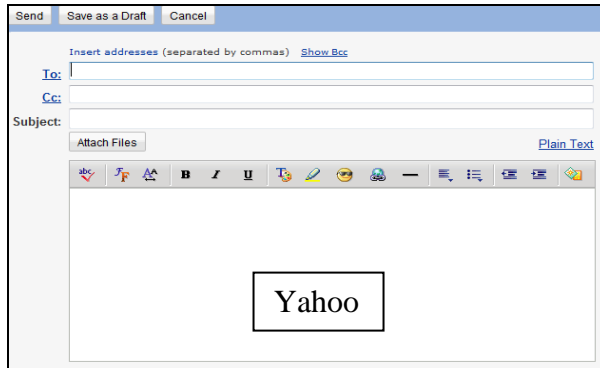 Send Save as a Draft Cancel
Insert addresses (separated by commas) Show Bcc
To:
Cc:
Subject:
Attach Files Plain Text
abc T F A A B I U T
Yahoo